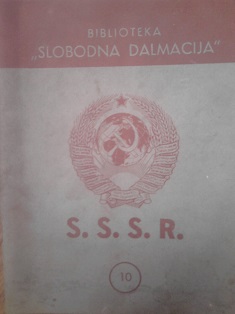 BIBLIOTEKA
„SLOBODNA DALMACIJA"
S. S. S. R.
10